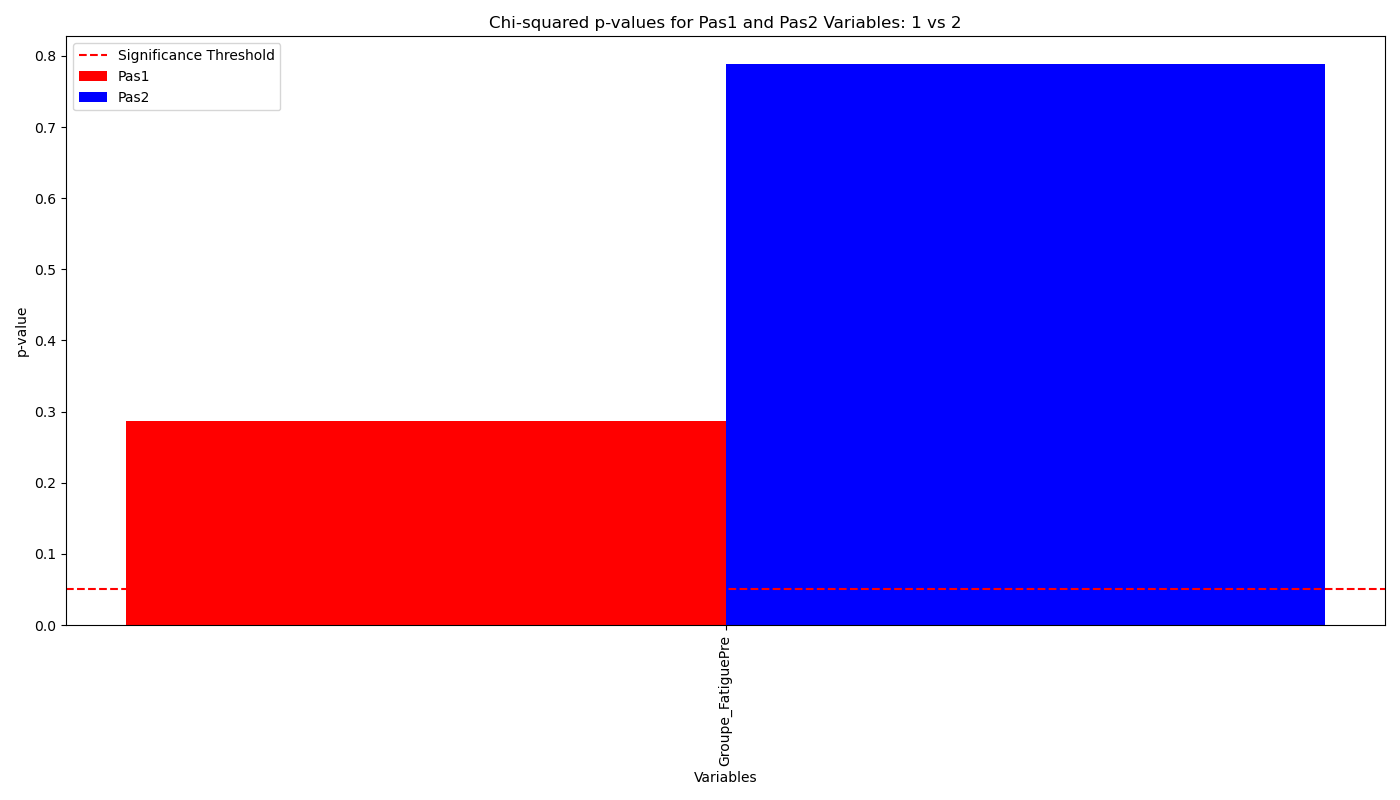 Chi-squared p-values for Pas1 and Pas2 Variables: 1 vs 2
Significance Threshold
Pas1
Pas2
p-value
0.8
0.7
0.6
0.5
0.4
0.3
0.2
0.1
0.0
Groupe_FatiguePre
Variables